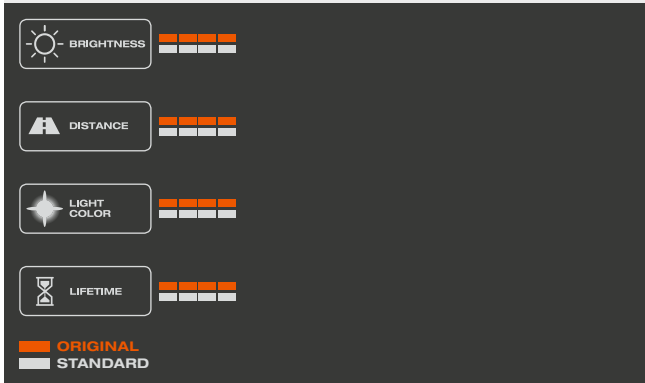 BRIGHTNESS
DISTANCE
LIGHT
COLOR
LIFETIME
ORIGINAL
STANDARD